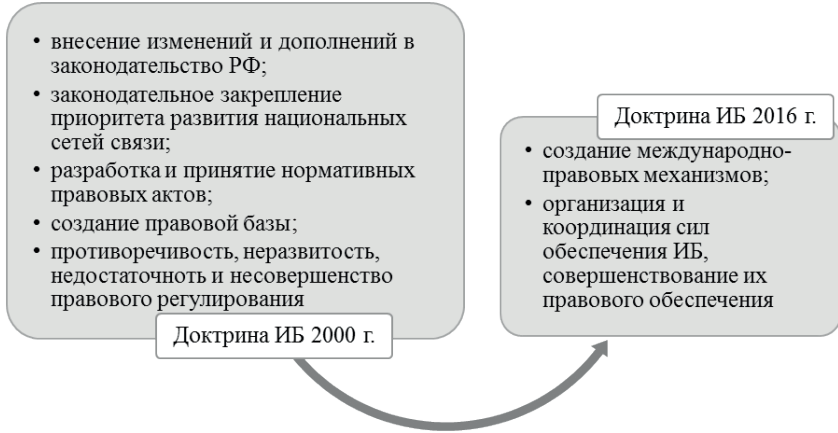 • внесение изменений и дополнений в
законодательство РФ;
• законодательное закрепление
приоритета развития национальных
сетей связи;
• разработка и принятие нормативных
правовых актов;
• создание правовой базы;
• противоречивость, неразвитость,
недостаточноть и несовершенство
правового регулирования
Доктрина ИБ 2000 г.
Доктрина ИБ 2016 г.
• создание международно-
правовых механизмов;
• организация и
координация сил
обеспечения ИБ,
совершенствование их
правового обеспечения